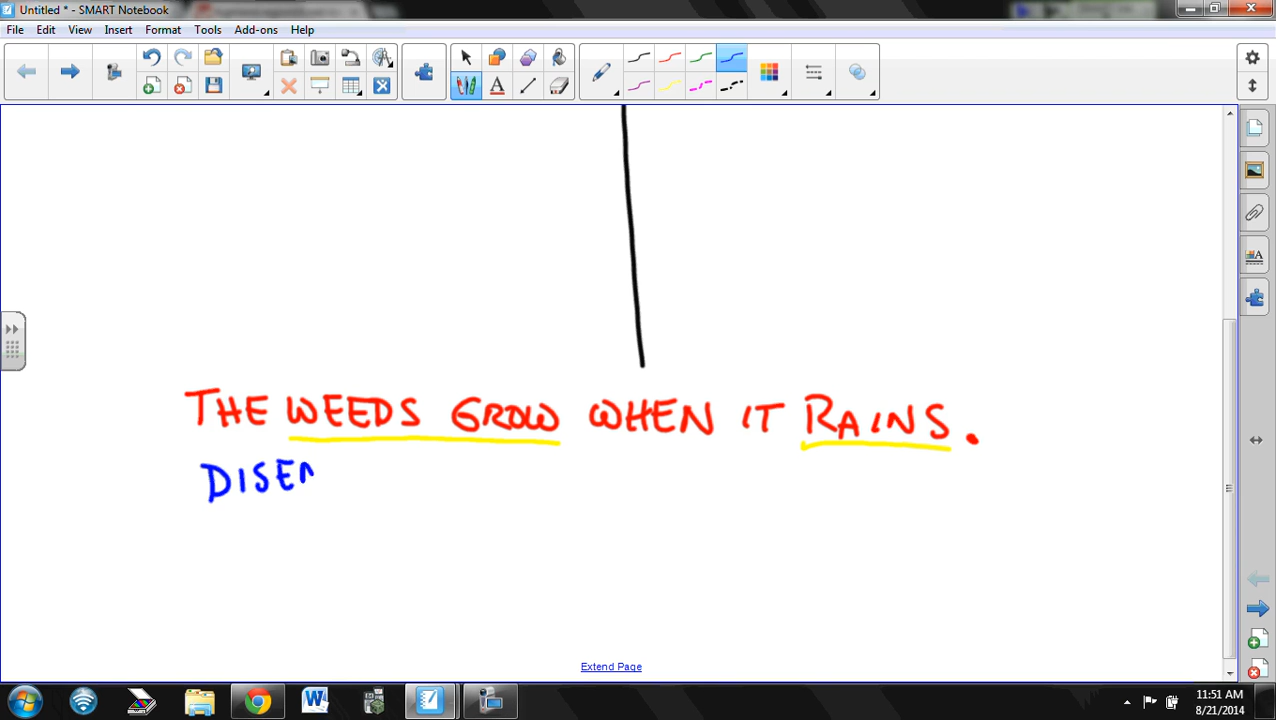 Untitled * - SMART Notebook
File Edit View Insert Format Tools Add-ons Help
THE WEEDS GROW WHEN IT RAINS.
DISE
Extend Page
11:51 AM
8/21/2014